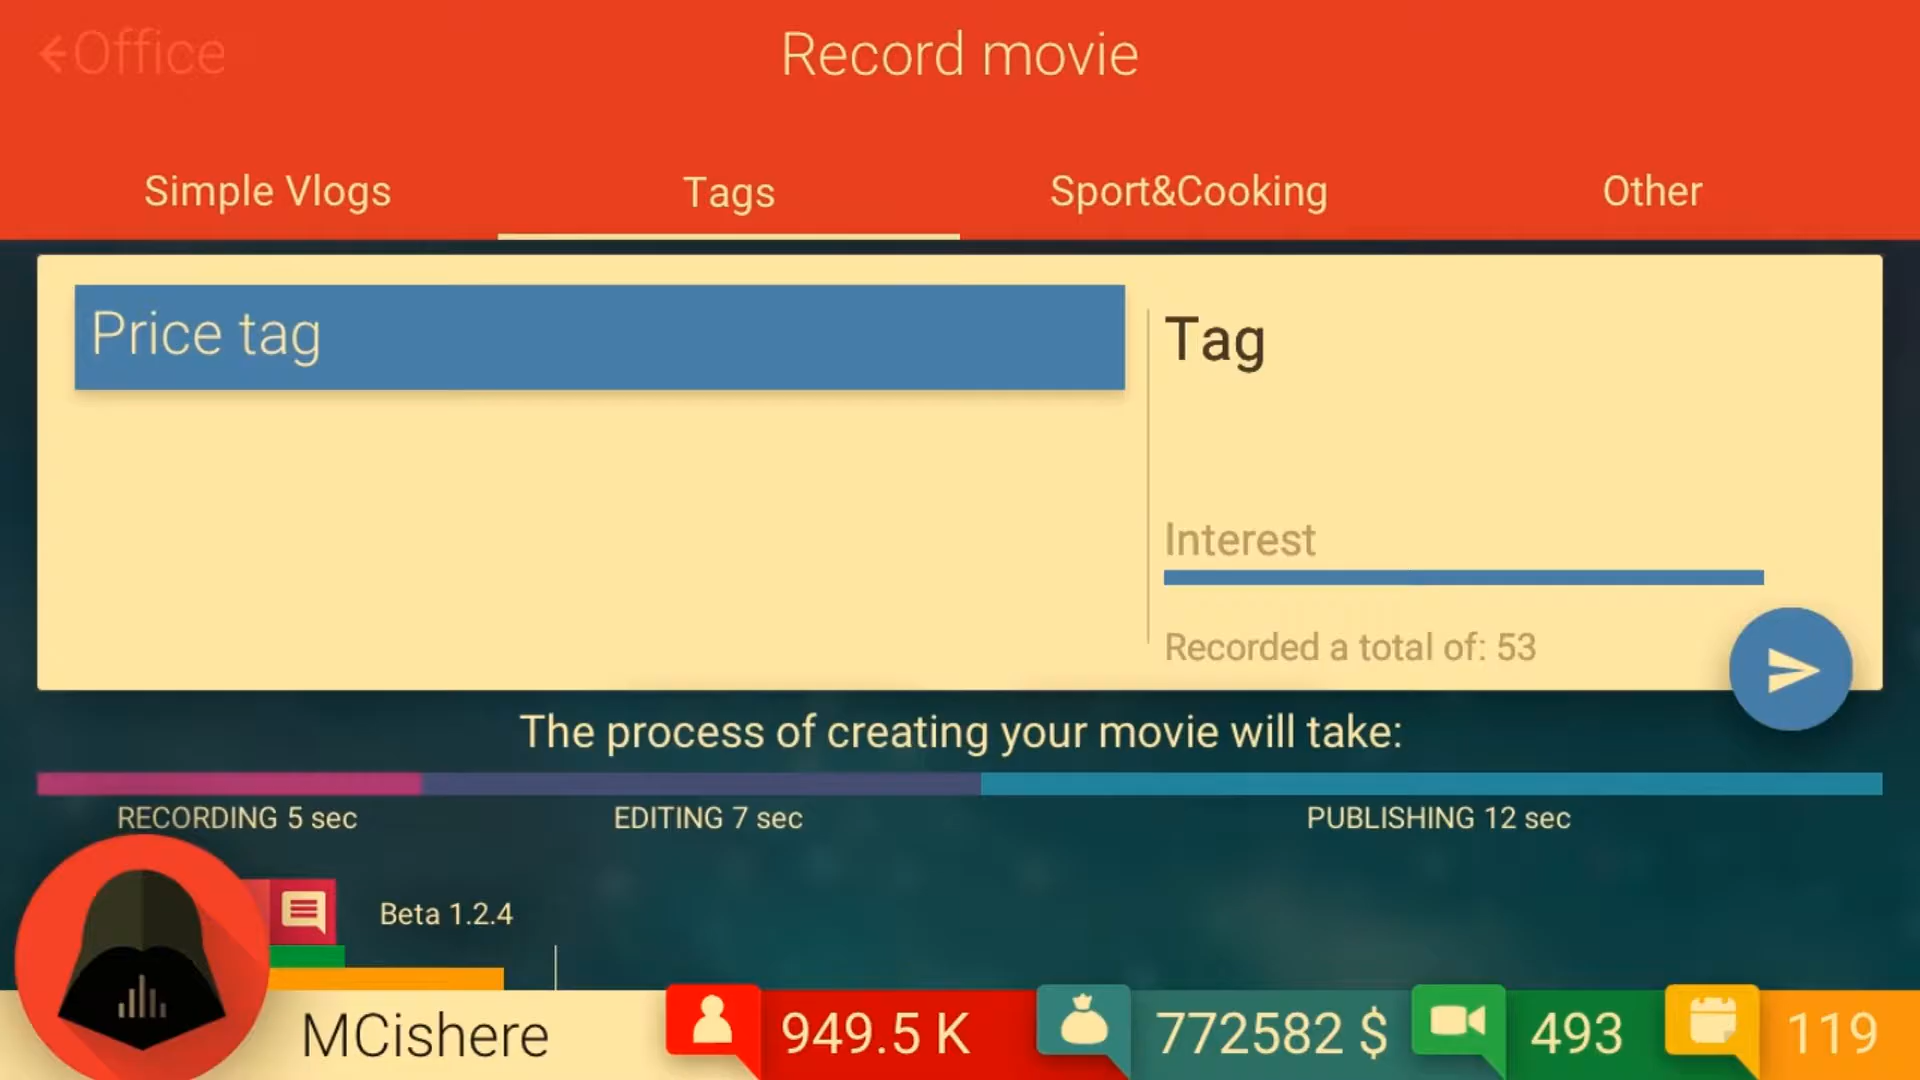 Office
Record movie
Simple Vlogs
Tags
Sport&Cooking
Other
Price tag
Tag
Interest
Recorded a total of: 53
The process of creating your movie will take:
RECORDING 5 sec
EDITING 7 sec
PUBLISHING 12 sec
Beta 1.2.4
MCishere
949.5 K
772582 $
493
119